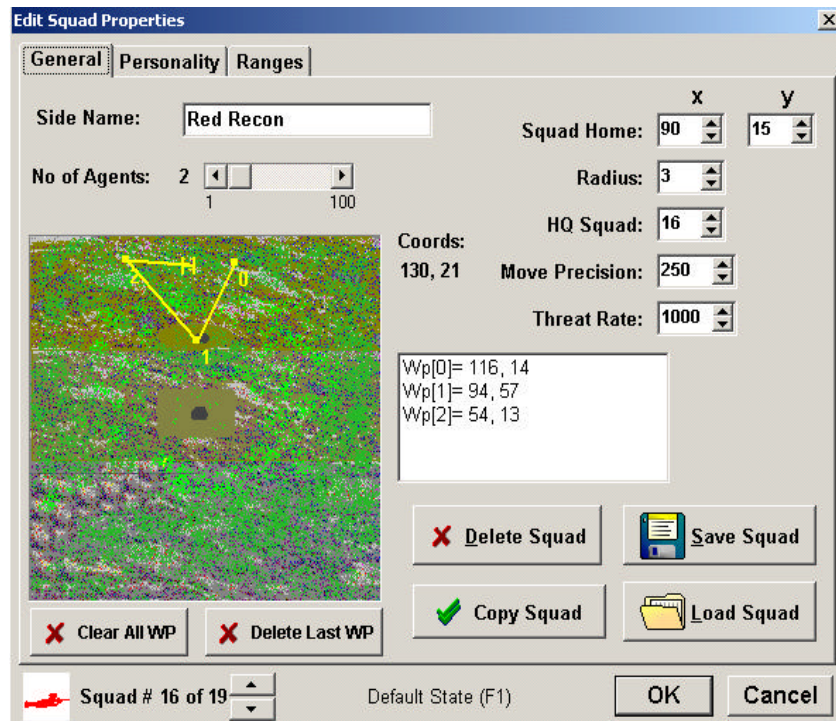 Edit Squad Properties
General Personality Ranges
x y
Side Name: Red Recon
Squad Home: 90 15
No of Agents: 2
1 100
Radius: 3
HQ Squad: 16
Coords:
130, 21
Move Precision: 250
Threat Rate: 1000
2 H 0
1
Wp[0]= 116, 14
Wp[1]= 94, 57
Wp[2]= 54, 13
Delete Squad Save Squad
Copy Squad Load Squad
Clear All WP Delete Last WP
Squad # 16 of 19 Default State (F1) OK Cancel